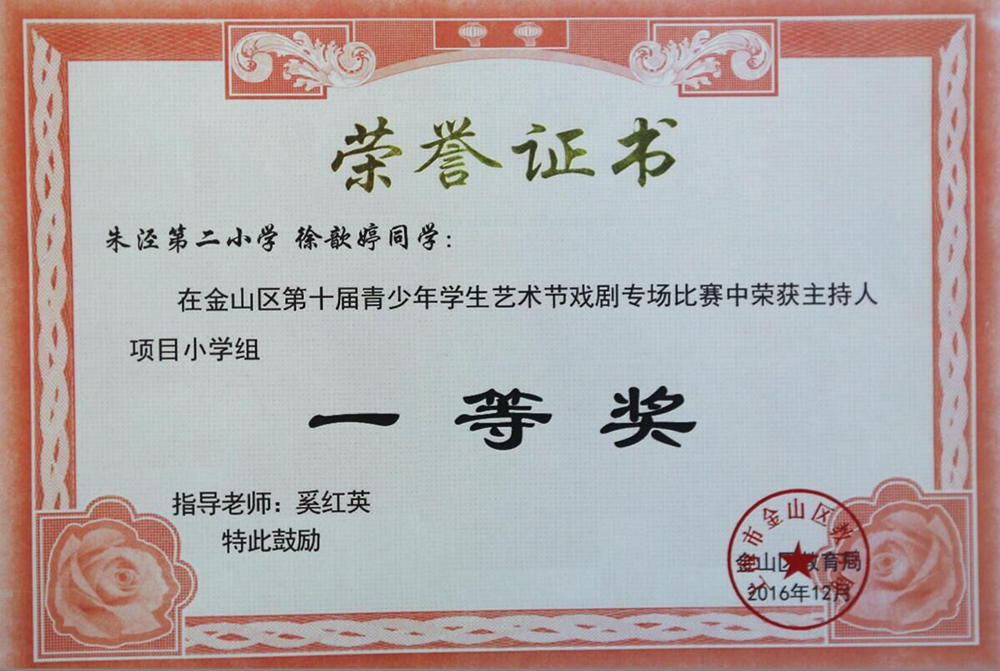 荣誉证书
朱泾第二小学 徐歆婷同学：
在金山区第十届青少年学生艺术节戏剧专场比赛中荣获主持人
项目小学组
一等奖
指导老师：奚红英
特此鼓励
上海市金山区教育局
金山区教育局
2016年12月